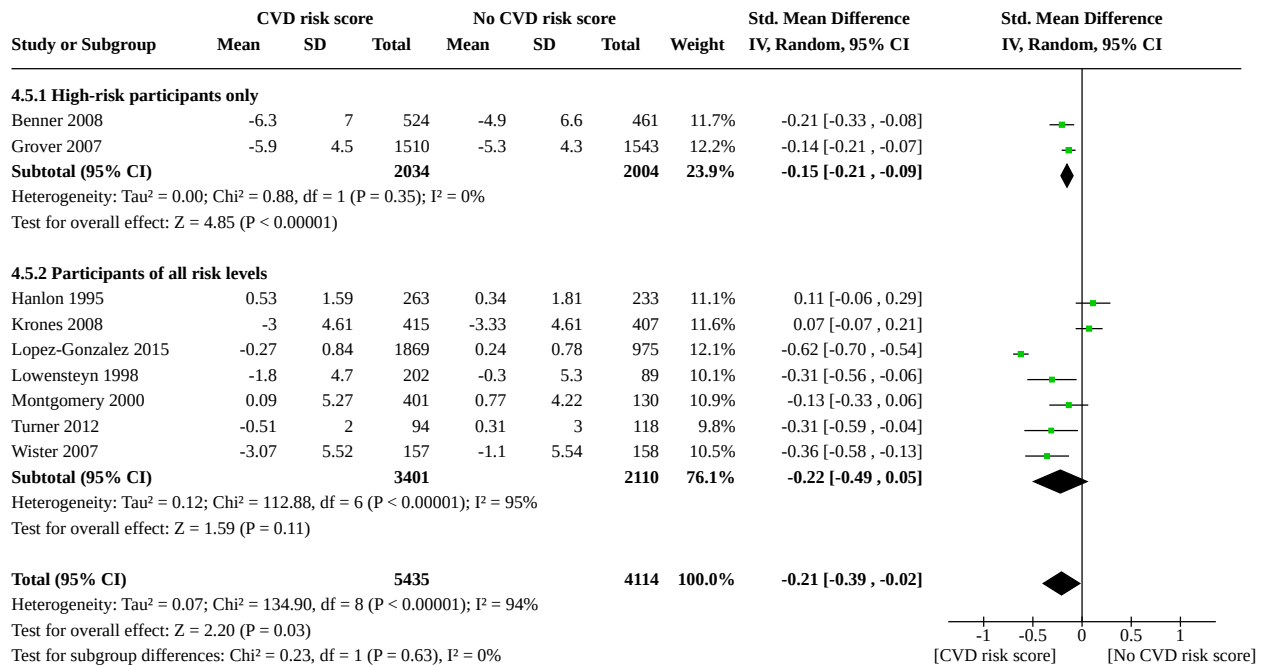 CVD risk score No CVD risk score Std. Mean Difference Std. Mean Difference
Study or Subgroup Mean SD Total Mean SD Total Weight IV, Random, 95% CI IV, Random, 95% CI
4.5.1 High-risk participants only
Benner 2008 -6.3 7 524 -4.9 6.6 461 11.7% -0.21 [-0.33 , -0.08]
Grover 2007 -5.9 4.5 1510 -5.3 4.3 1543 12.2% -0.14 [-0.21 , -0.07]
Subtotal (95% CI) 2034 2004 23.9% -0.15 [-0.21 , -0.09]
Heterogeneity: Tau² = 0.00; Chi² = 0.88, df = 1 (P = 0.35); I² = 0%
Test for overall effect: Z = 4.85 (P < 0.00001)
4.5.2 Participants of all risk levels
Hanlon 1995 0.53 1.59 263 0.34 1.81 233 11.1% 0.11 [-0.06 , 0.29]
Krones 2008 -3 4.61 415 -3.33 4.61 407 11.6% 0.07 [-0.07 , 0.21]
Lopez-Gonzalez 2015 -0.27 0.84 1869 0.24 0.78 975 12.1% -0.62 [-0.70 , -0.54]
Lowensteyn 1998 -1.8 4.7 202 -0.3 5.3 89 10.1% -0.31 [-0.56 , -0.06]
Montgomery 2000 0.09 5.27 401 0.77 4.22 130 10.9% -0.13 [-0.33 , 0.06]
Turner 2012 -0.51 2 94 0.31 3 118 9.8% -0.31 [-0.59 , -0.04]
Wister 2007 -3.07 5.52 157 -1.1 5.54 158 10.5% -0.36 [-0.58 , -0.13]
Subtotal (95% CI) 3401 2110 76.1% -0.22 [-0.49 , 0.05]
Heterogeneity: Tau² = 0.12; Chi² = 112.88, df = 6 (P < 0.00001); I² = 95%
Test for overall effect: Z = 1.59 (P = 0.11)
Total (95% CI) 5435 4114 100.0% -0.21 [-0.39 , -0.02]
Heterogeneity: Tau² = 0.07; Chi² = 134.90, df = 8 (P < 0.00001); I² = 94%
Test for overall effect: Z = 2.20 (P = 0.03) -1 -0.5 0 0.5 1
Test for subgroup differences: Chi² = 0.23, df = 1 (P = 0.63), I² = 0% [CVD risk score] [No CVD risk score]